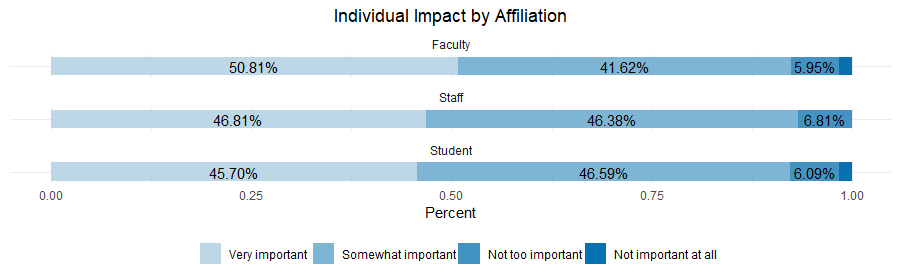 Individual Impact by Affiliation
Faculty
50.81% 41.62% 5.95%
Staff
46.81% 46.38% 6.81%
Student
45.70% 46.59% 6.09%
0.00 0.25 0.50 0.75 1.00
Percent
Very important Somewhat important Not too important Not important at all